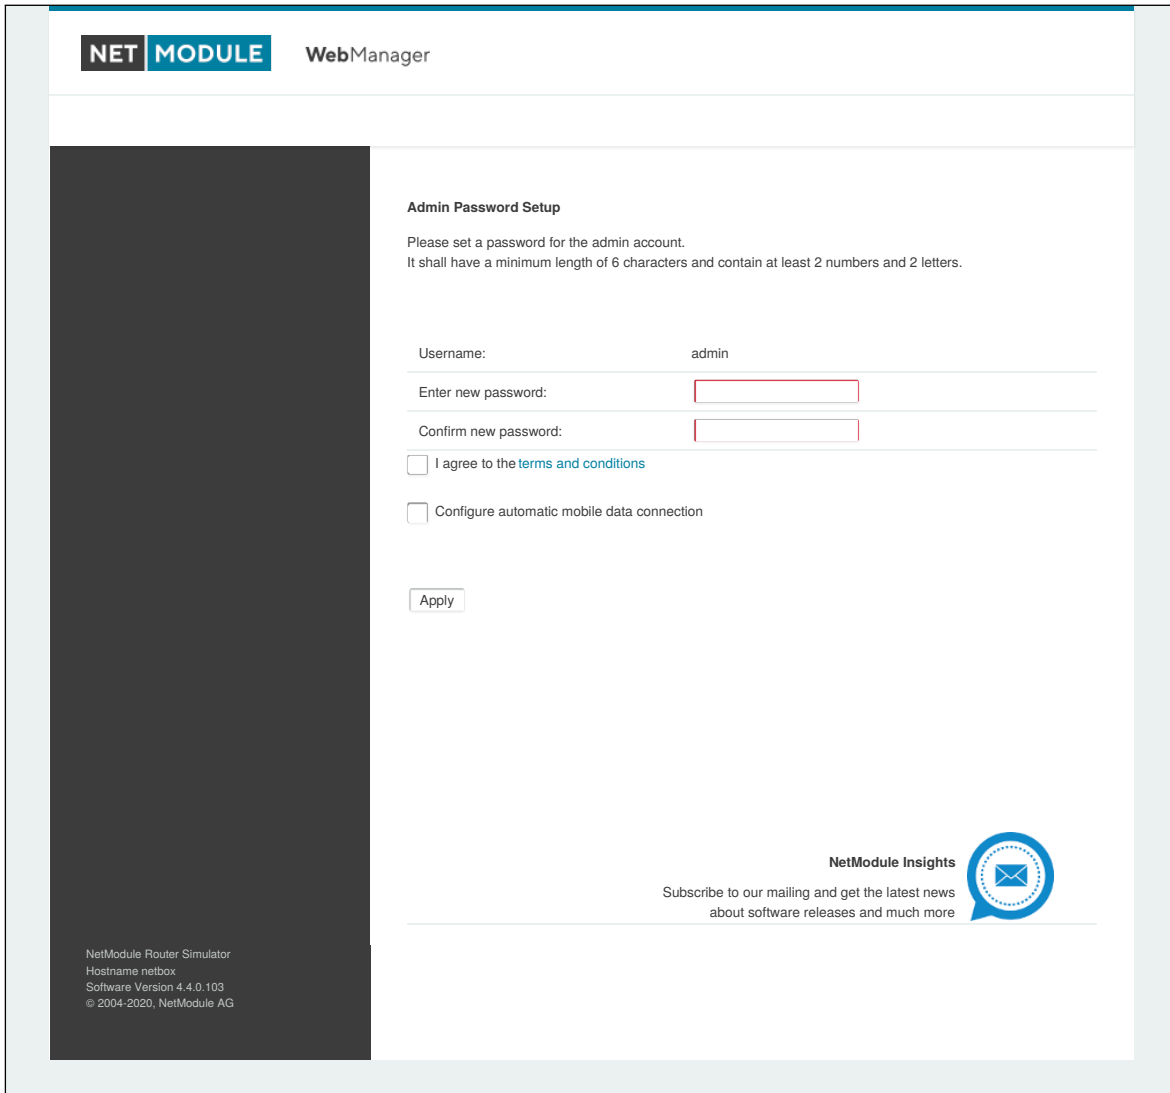 NET MODULE WebManager
Admin Password Setup
Please set a password for the admin account.
It shall have a minimum length of 6 characters and contain at least 2 numbers and 2 letters.
Username: admin
Enter new password:
Confirm new password:
I agree to the terms and conditions
Configure automatic mobile data connection
Apply
NetModule Insights
Subscribe to our mailing and get the latest news
about software releases and much more
NetModule Router Simulator
Hostname netbox
Software Version 4.4.0.103
© 2004-2020, NetModule AG